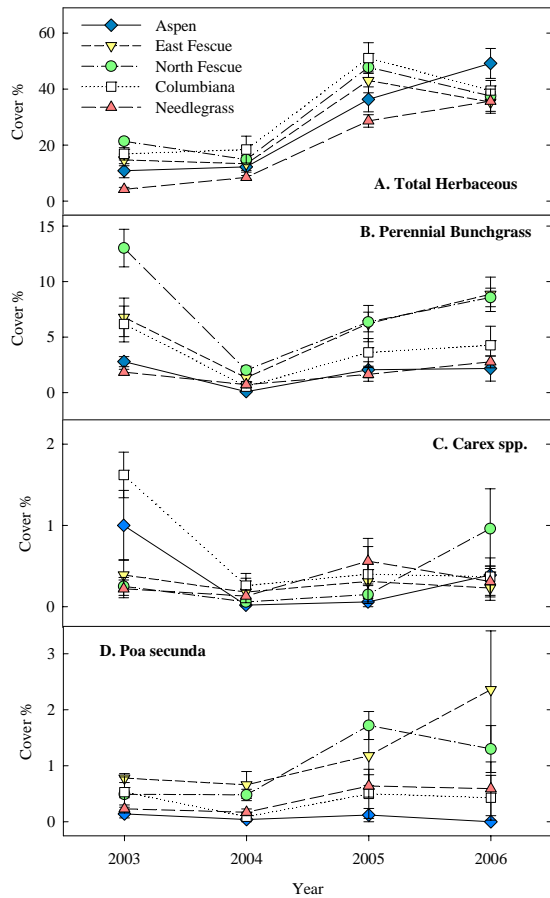 Aspen
East Fescue
North Fescue
Columbiana
Needlegrass
Cover %
60
40
20
0
A. Total Herbaceous
B. Perennial Bunchgrass
Cover %
15
10
5
0
C. Carex spp.
Cover %
2
1
0
D. Poa secunda
Cover %
3
2
1
0
2003 2004 2005 2006
Year